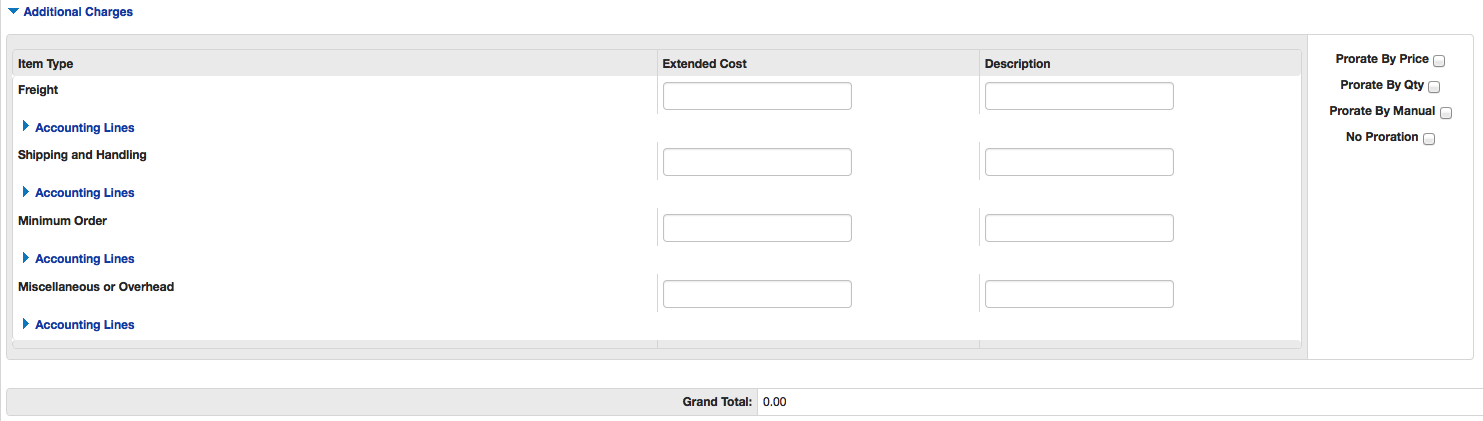 Additional Charges
Item Type Extended Cost Description
Freight
Accounting Lines
Shipping and Handling
Accounting Lines
Minimum Order
Accounting Lines
Miscellaneous or Overhead
Accounting Lines
Prorate By Price
Prorate By Qty
Prorate By Manual
No Proration
Grand Total: 0.00